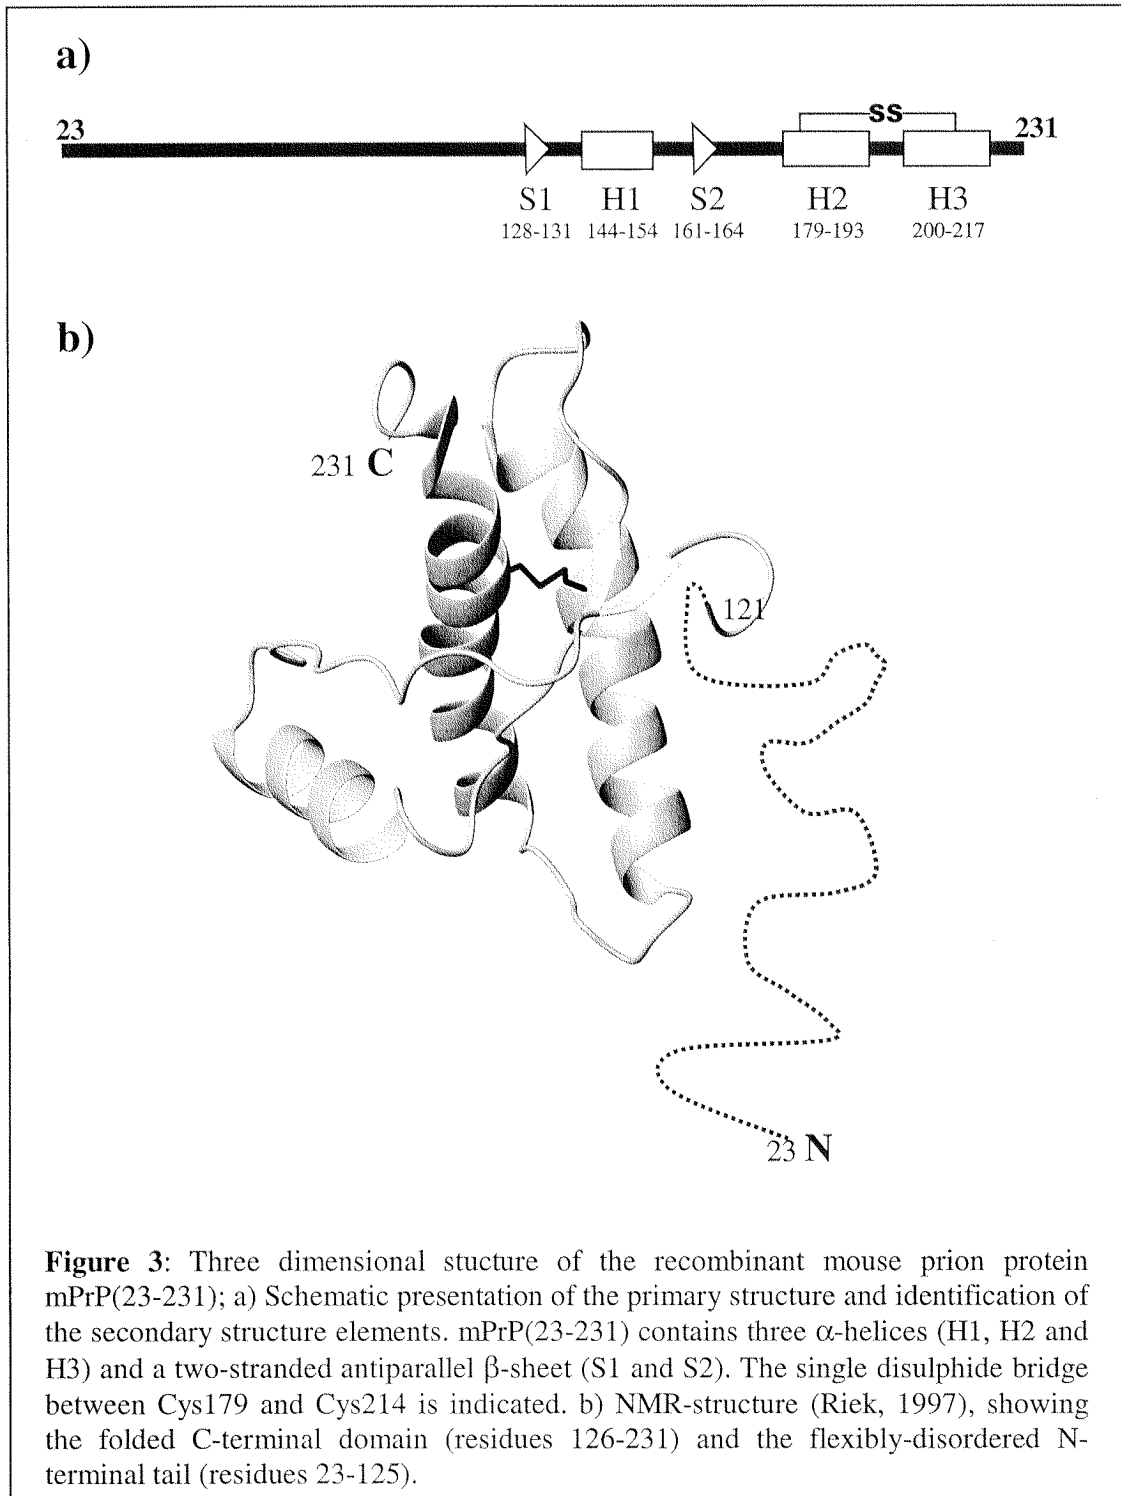 a)
23
SS
231
S1 H1 S2 H2 H3
128-131 144-154 161-164 179-193 200-217
b)
231 C
121
23 N
Figure 3: Three dimensional stucture of the recombinant mouse prion protein
mPrP(23-231); a) Schematic presentation of the primary structure and identification of
the secondary structure elements. mPrP(23-231) contains three α-helices (H1, H2 and
H3) and a two-stranded antiparallel β-sheet (S1 and S2). The single disulphide bridge
between Cys179 and Cys214 is indicated. b) NMR-structure (Riek, 1997), showing
the folded C-terminal domain (residues 126-231) and the flexibly-disordered N-
terminal tail (residues 23-125).